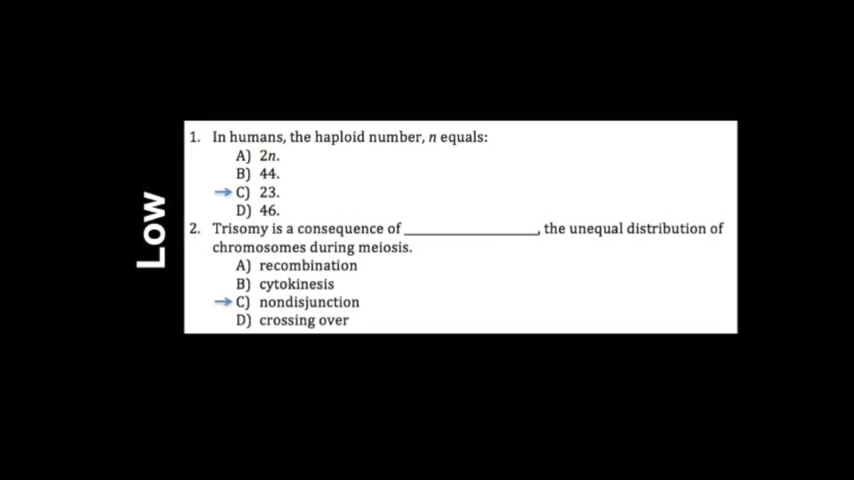 Low
1. In humans, the haploid number, n equals:
A) 2n.
B) 44.
C) 23.
D) 46.
2. Trisomy is a consequence of ________________, the unequal distribution of
chromosomes during meiosis.
A) recombination
B) cytokinesis
C) nondisjunction
D) crossing over